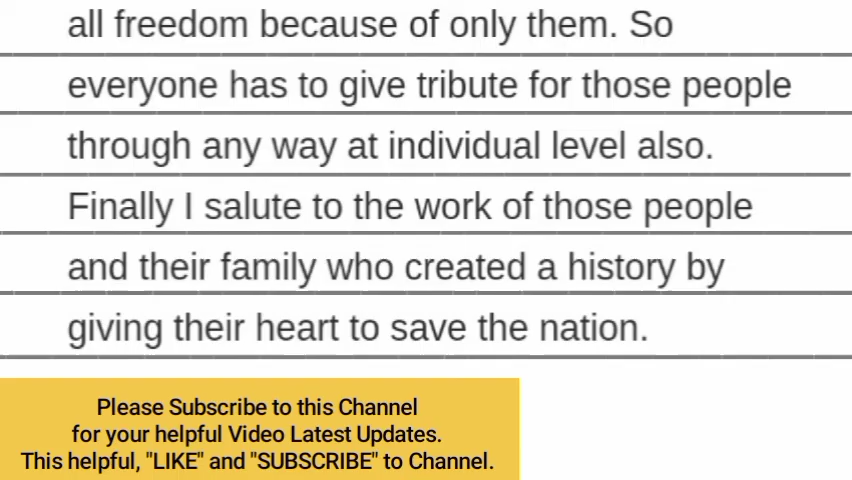 all freedom because of only them. So
everyone has to give tribute for those people
through any way at individual level also.
Finally I salute to the work of those people
and their family who created a history by
giving their heart to save the nation.
Please Subscribe to this Channel
for your helpful Video Latest Updates.
This helpful, "LIKE" and "SUBSCRIBE" to Channel.